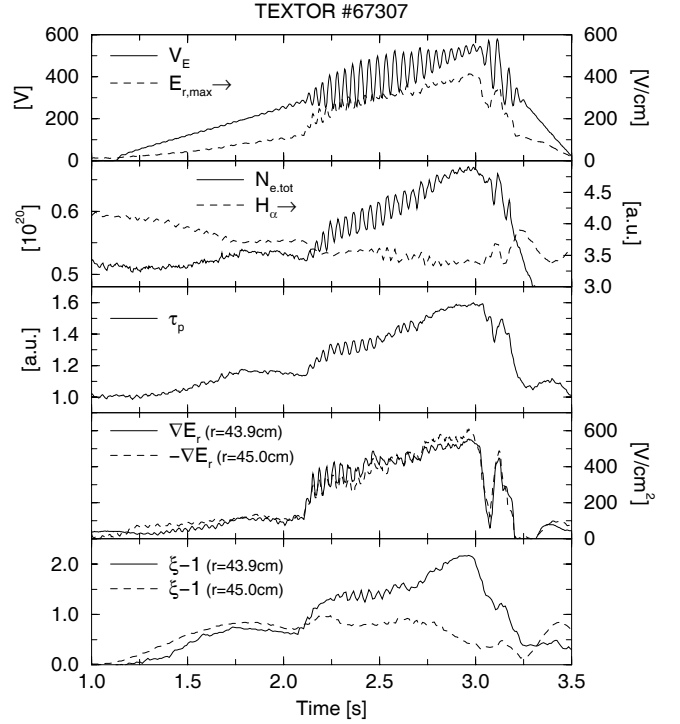 TEXTOR #67307
600
400
200
0
[V]
V_E
E_r,max→
600
400
200
0
[V/cm]
0.6
0.5
[10^20]
N_e.tot
H_α→
4.5
4.0
3.5
3.0
[a.u.]
1.6
1.4
1.2
1.0
[a.u.]
τ_p
∇E_r (r=43.9cm)
−∇E_r (r=45.0cm)
600
400
200
0
[V/cm²]
2.0
1.0
0.0
ξ−1 (r=43.9cm)
ξ−1 (r=45.0cm)
1.0 1.5 2.0 2.5 3.0 3.5
Time [s]